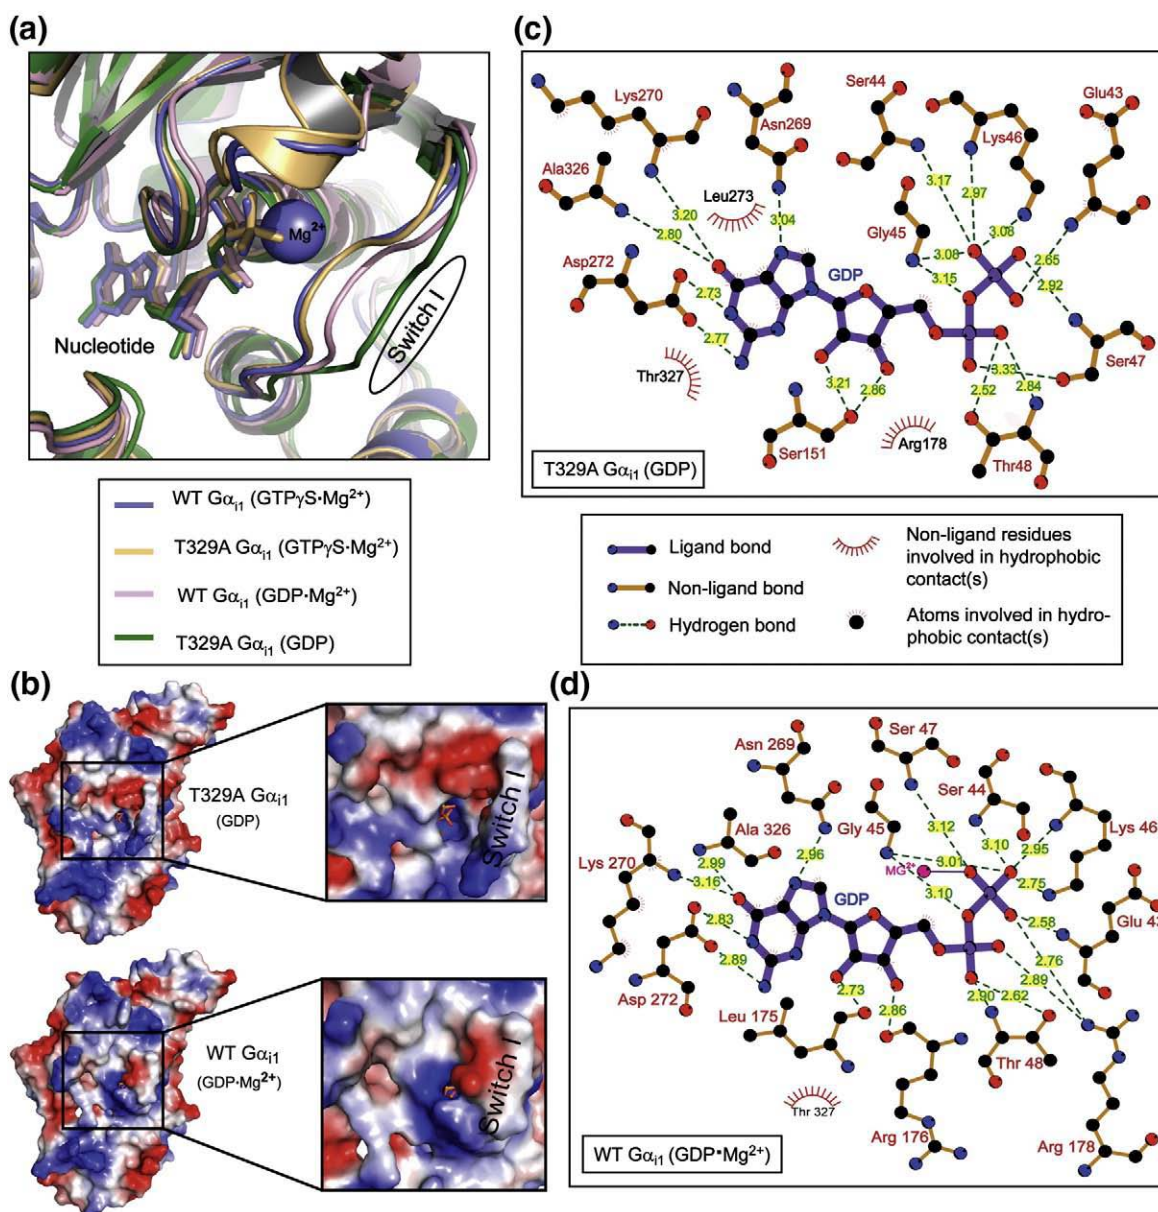 (a)
Mg2+
Nucleotide
Switch I
WT Gαi1 (GTPγS•Mg2+)
T329A Gαi1 (GTPγS•Mg2+)
WT Gαi1 (GDP•Mg2+)
T329A Gαi1 (GDP)
(b)
T329A Gαi1
(GDP)
Switch I
WT Gαi1
(GDP•Mg2+)
Switch I
(c)
Ser44
Glu43
Lys270
Asn269
Lys46
Ala326
Leu273
3.17
2.97
3.20
2.80
3.04
Gly45
3.08
3.08
2.65
Asp272
GDP
3.15
2.92
2.73
2.77
Thr327
3.21
2.86
3.33
2.52
2.84
Ser47
Ser151
Arg178
Thr48
T329A Gαi1 (GDP)
Ligand bond
Non-ligand bond
Hydrogen bond
Non-ligand residues
involved in hydrophobic
contact(s)
Atoms involved in hydro-
phobic contact(s)
(d)
Ser 47
Asn 269
Ser 44
Ala 326
Gly 45
Lys 46
3.12
3.10
2.95
Lys 270
2.99
2.96
3.01
3.16
MG2+
2.75
2.83
GDP
3.10
2.58
Glu 43
2.89
2.76
Asp 272
2.73
2.89
Leu 175
2.86
2.90
2.62
Thr 48
Thr 327
Arg 176
Arg 178
WT Gαi1 (GDP•Mg2+)